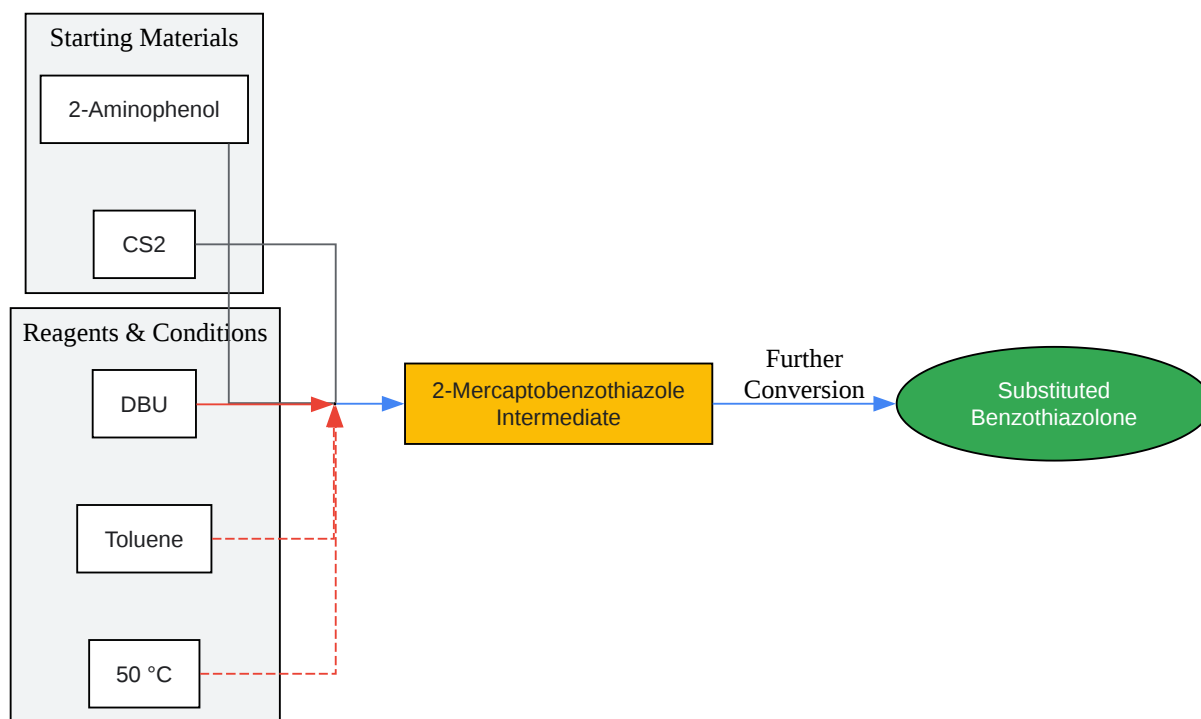 Starting Materials
2-Aminophenol
CS2
Reagents & Conditions
DBU
Toluene
50 °C
2-Mercaptobenzothiazole
Intermediate
Further
Conversion
Substituted
Benzothiazolone